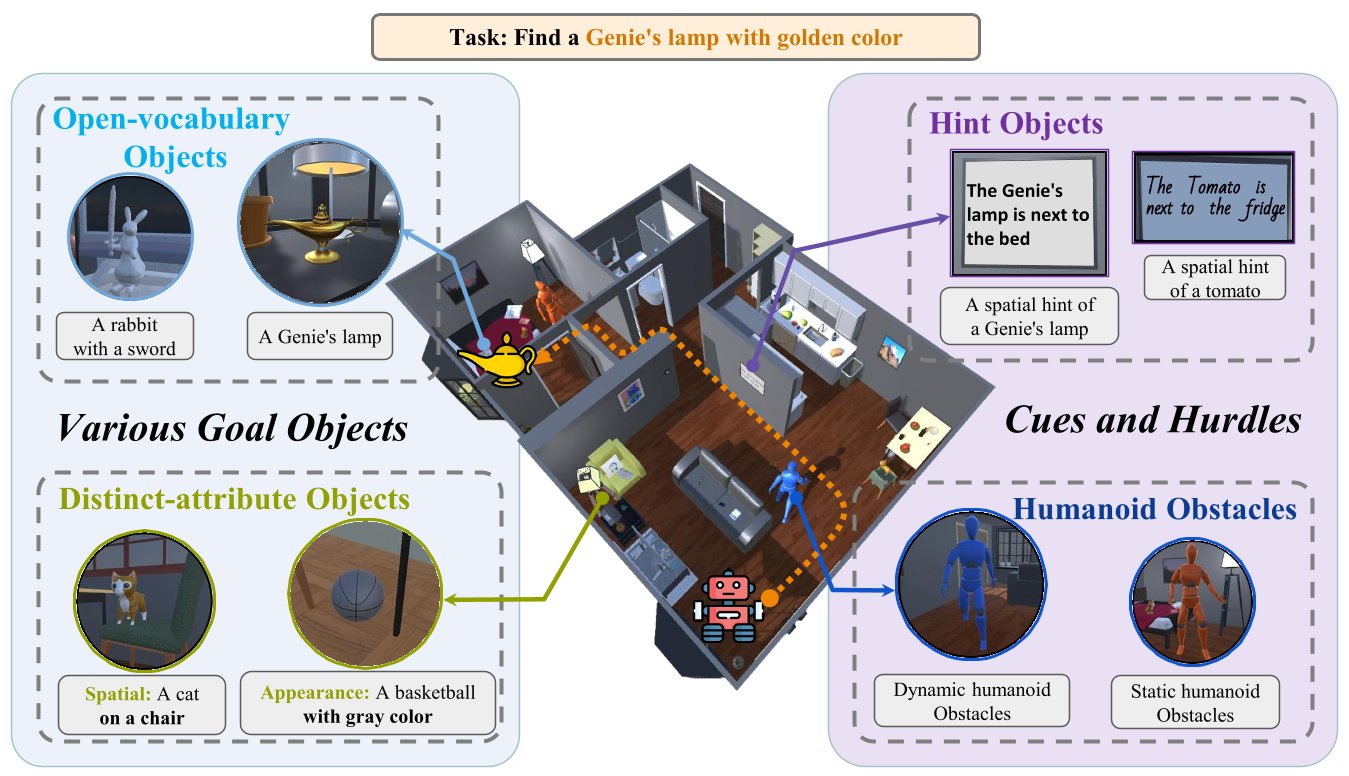 Task: Find a Genie's lamp with golden color
Open-vocabulary
Objects
A rabbit
with a sword
A Genie's lamp
Various Goal Objects
Distinct-attribute Objects
Spatial: A cat
on a chair
Appearance: A basketball
with gray color
Hint Objects
The Genie's
lamp is next to
the bed
The Tomato is
next to the fridge
A spatial hint of
a Genie's lamp
A spatial hint
of a tomato
Cues and Hurdles
Humanoid Obstacles
Dynamic humanoid
Obstacles
Static humanoid
Obstacles